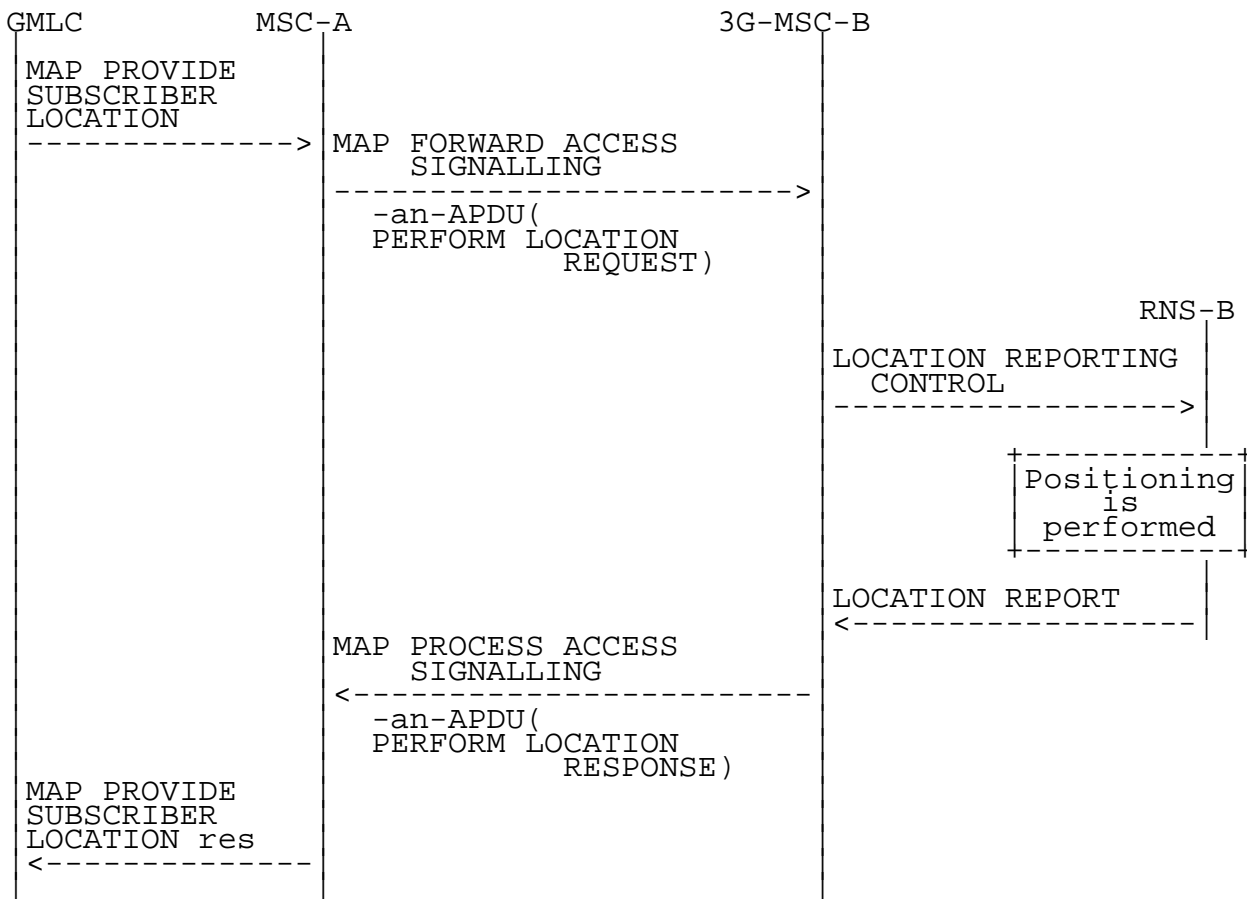 GMLC MSC-A 3G-MSC-B
MAP PROVIDE
SUBSCRIBER
LOCATION
MAP FORWARD ACCESS
SIGNALLING
-an-APDU(
PERFORM LOCATION
REQUEST)
RNS-B
LOCATION REPORTING
CONTROL
Positioning
is
performed
LOCATION REPORT
MAP PROCESS ACCESS
SIGNALLING
-an-APDU(
PERFORM LOCATION
RESPONSE)
MAP PROVIDE
SUBSCRIBER
LOCATION res